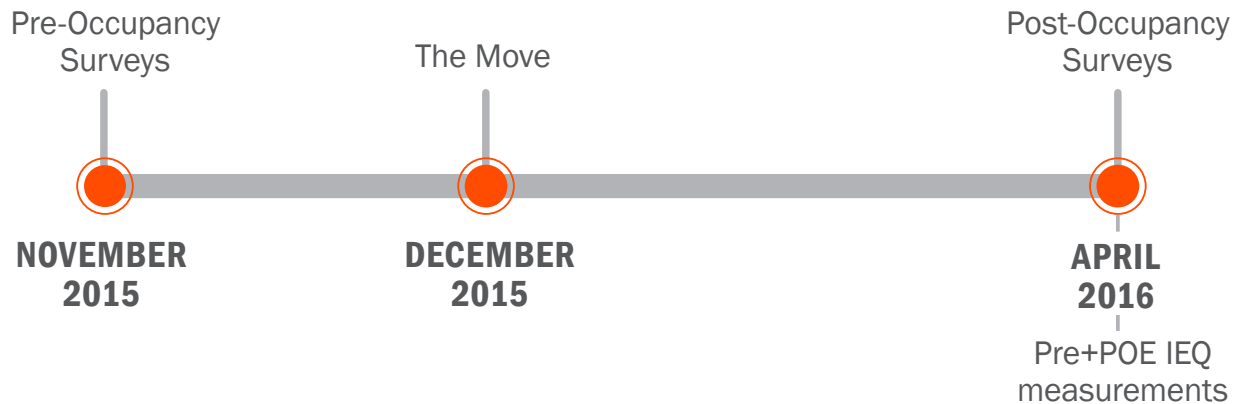 Pre-Occupancy
Surveys
The Move
Post-Occupancy
Surveys
NOVEMBER
2015
DECEMBER
2015
APRIL
2016
Pre+POE IEQ
measurements